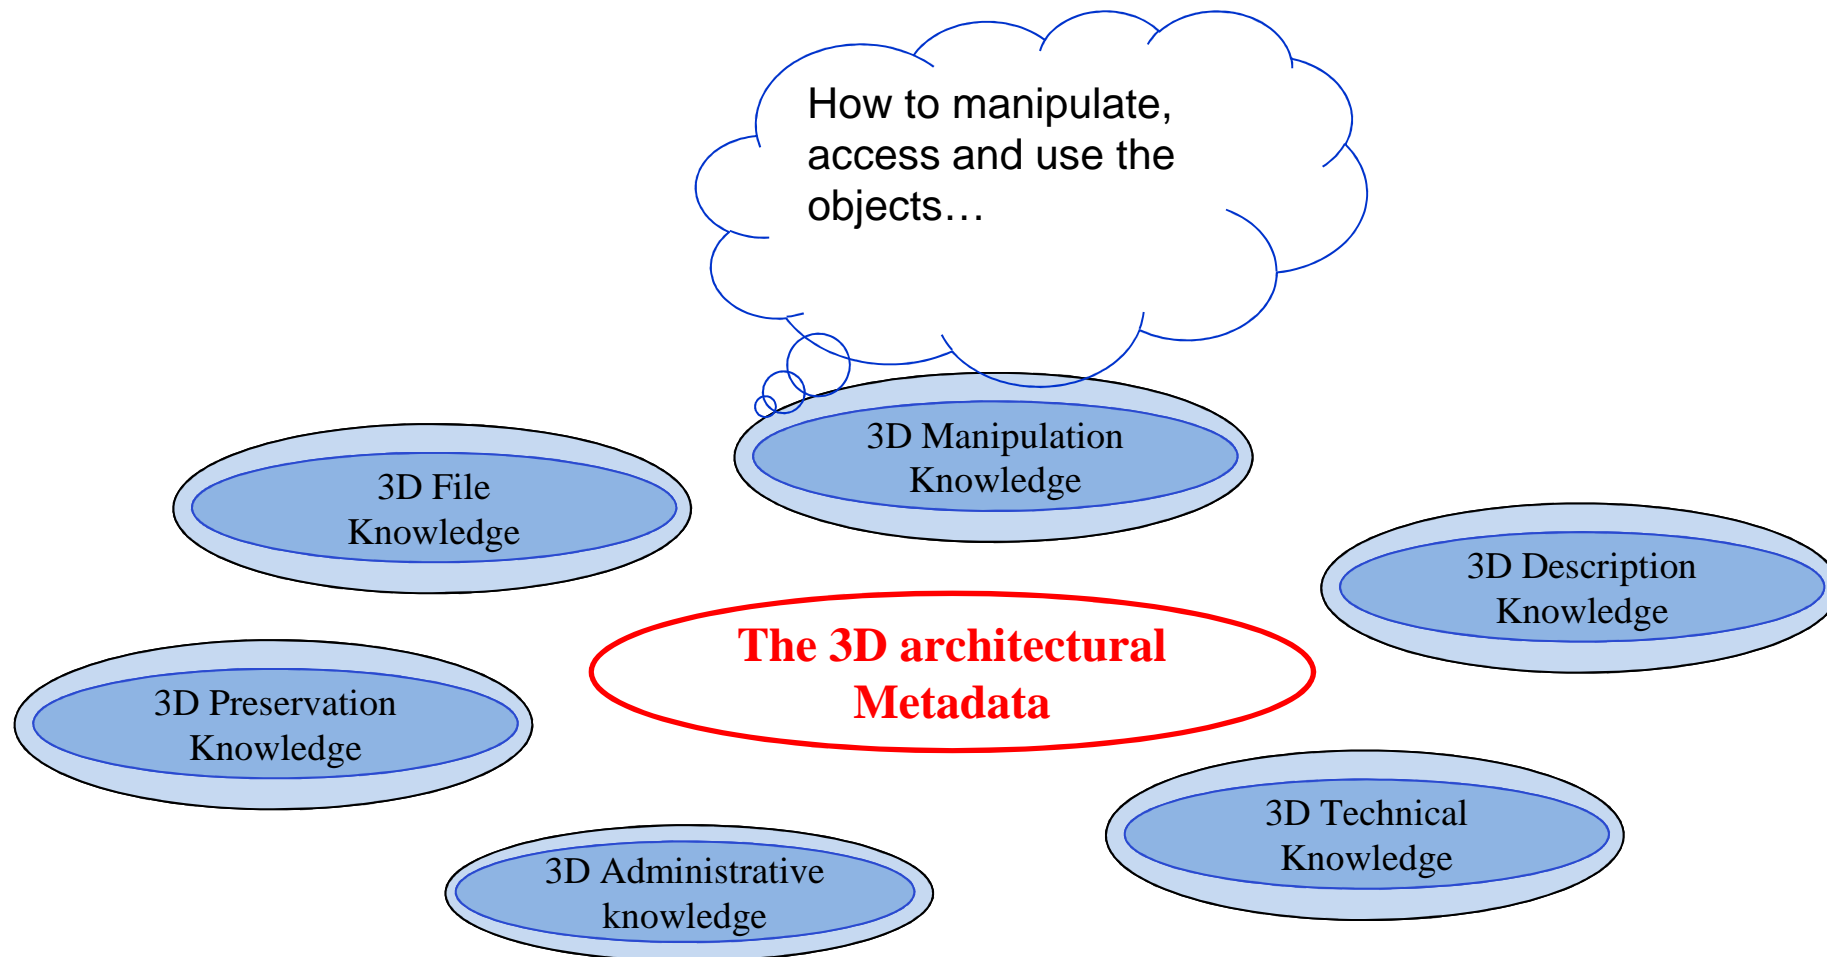 How to manipulate,
access and use the
objects…
3D Manipulation
Knowledge
3D File
Knowledge
3D Description
Knowledge
The 3D architectural
Metadata
3D Preservation
Knowledge
3D Technical
Knowledge
3D Administrative
knowledge